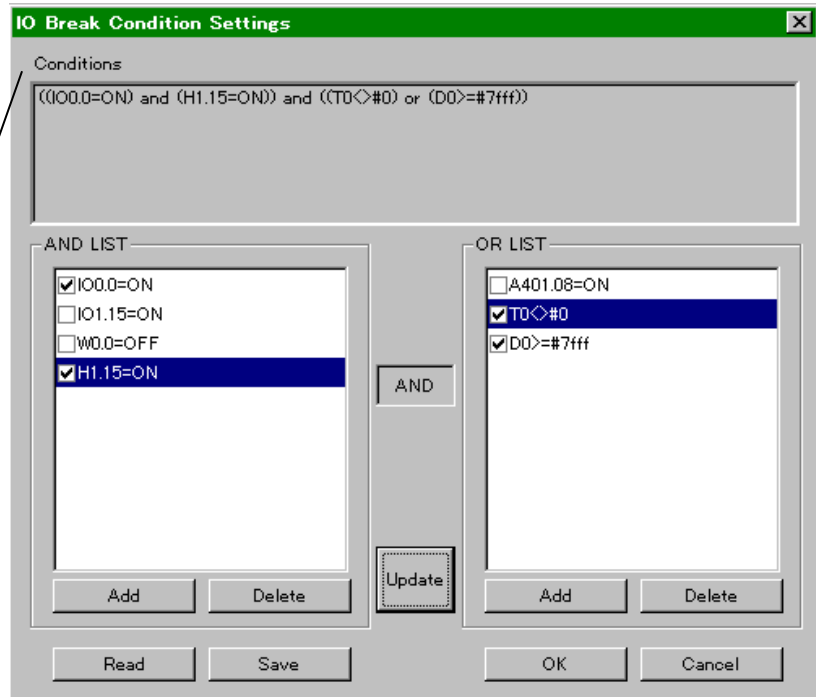 IO Break Condition Settings
Conditions
((IO0.0=ON) and (H1.15=ON)) and ((T0<>#0) or (D0>=#7fff))
AND LIST
IO0.0=ON
IO1.15=ON
W0.0=OFF
H1.15=ON
Add Delete
AND
Update
OR LIST
A401.08=ON
T0<>#0
D0>=#7fff
Add Delete
Read Save OK Cancel